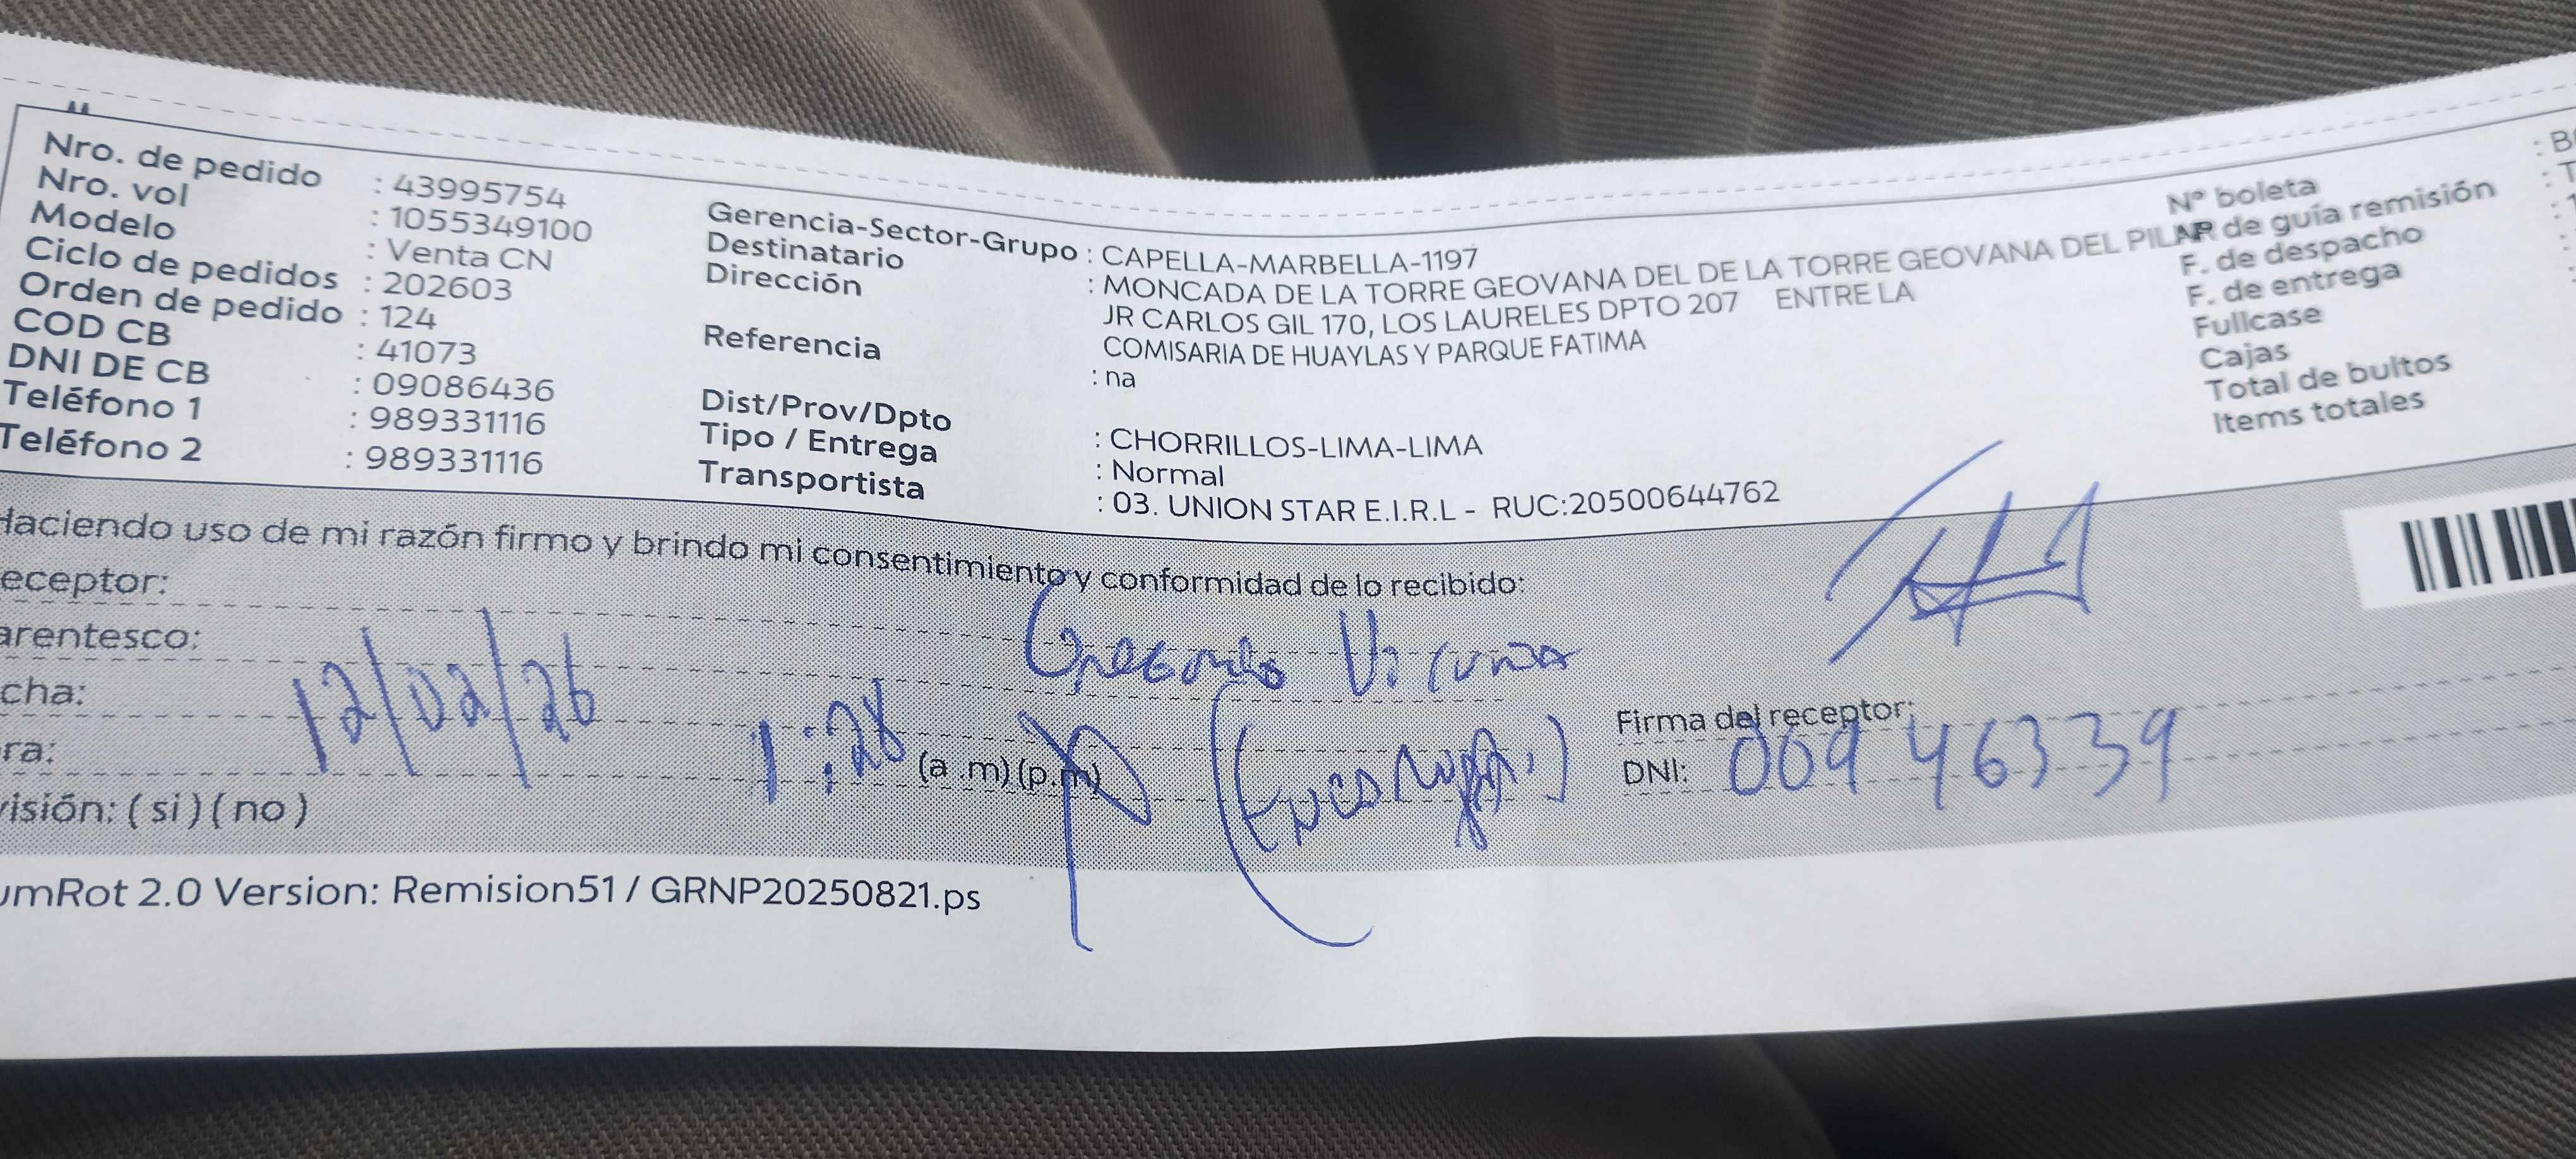 Nro. de pedido : 43995754
Nro. vol : 1055349100
Modelo : Venta CN
Ciclo de pedidos : 202603
Orden de pedido : 124
COD CB : 41073
DNI DE CB : 09086436
Teléfono 1 : 989331116
Teléfono 2 : 989331116
Gerencia-Sector-Grupo : CAPELLA-MARBELLA-1197
Destinatario : MONCADA DE LA TORRE GEOVANA DEL DE LA TORRE GEOVANA DEL PILAR
Dirección JR CARLOS GIL 170, LOS LAURELES DPTO 207 ENTRE LA
COMISARIA DE HUAYLAS Y PARQUE FATIMA
Referencia : na
Dist/Prov/Dpto : CHORRILLOS-LIMA-LIMA
Tipo / Entrega : Normal
Transportista : 03. UNION STAR E.I.R.L - RUC:20500644762
N° boleta : B
de guía remisión : T
F. de despacho : 1
F. de entrega :
Fullcase :
Cajas
Total de bultos
Items totales
Haciendo uso de mi razón firmo y brindo mi consentimiento y conformidad de lo recibido:
eceptor:
arentesco:
cha: 12/02/26
ra: 1:28 (a .m) (p.m)
visión: ( si ) ( no )
Gregorio Vicuña
Firma del receptor:
DNI: 009 46339
umRot 2.0 Version: Remision51 / GRNP20250821.ps